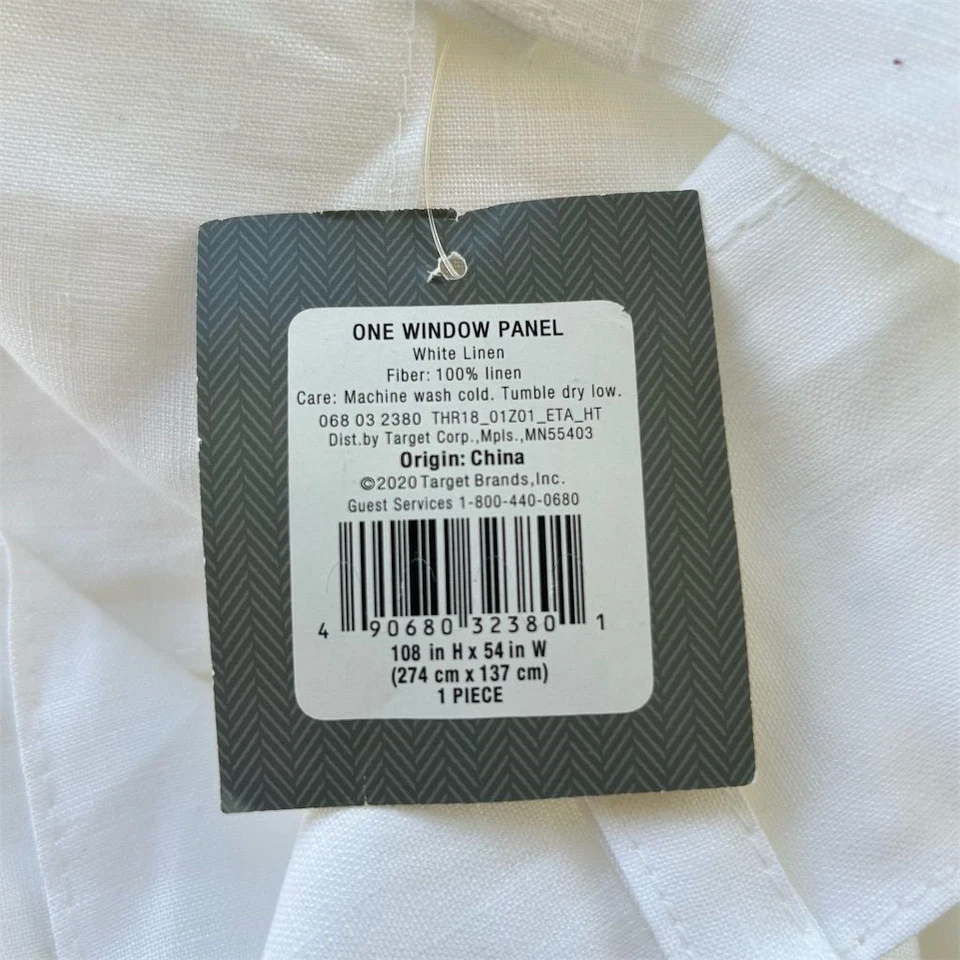 ONE WINDOW PANEL
White Linen
Fiber: 100% linen
Care: Machine wash cold. Tumble dry low.
068 03 2380 THR18_01Z01_ETA_HT
Dist.by Target Corp.,Mpls.,MN55403
Origin: China
©2020 Target Brands,Inc.
Guest Services 1-800-440-0680
4 90680 32380 1
108 in H x 54 in W
(274 cm x 137 cm)
1 PIECE